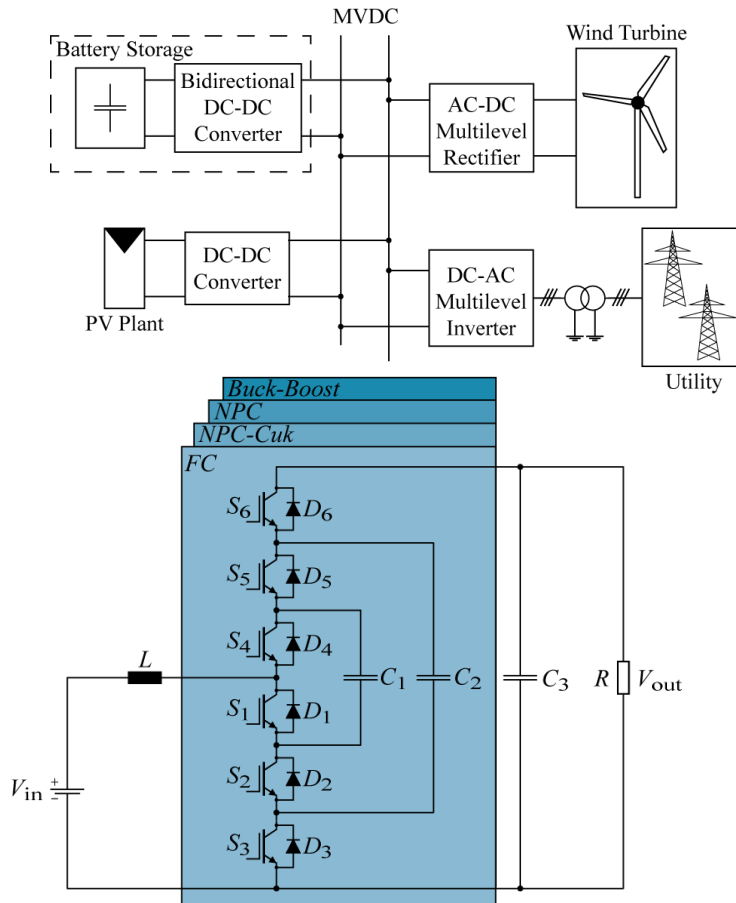 MVDC
Battery Storage
Bidirectional
DC-DC
Converter
Wind Turbine
AC-DC
Multilevel
Rectifier
DC-DC
Converter
PV Plant
DC-AC
Multilevel
Inverter
Utility
Buck-Boost
NPC
NPC-Cuk
FC
S6 D6
S5 D5
S4 D4
L
C1 C2 C3 R Vout
S1 D1
S2 D2
Vin + −
S3 D3